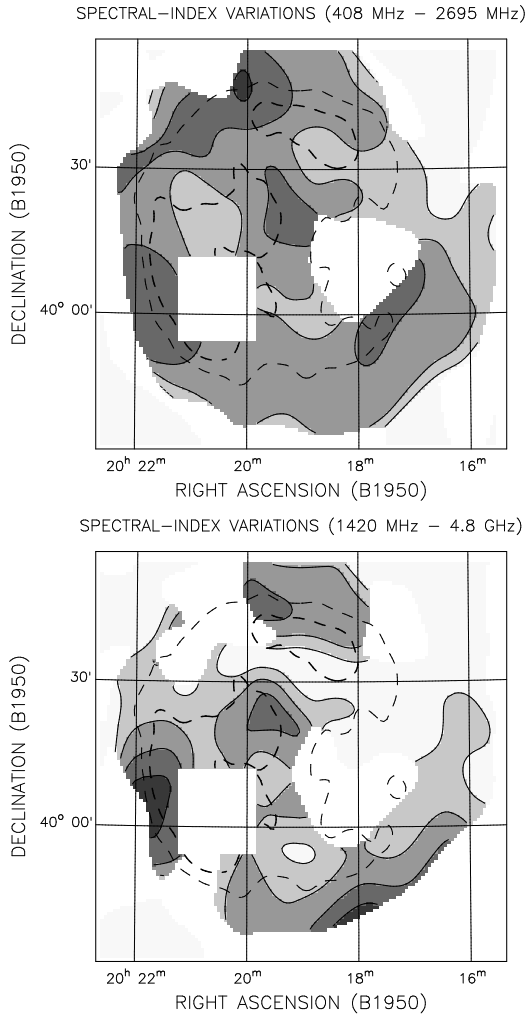 SPECTRAL-INDEX VARIATIONS (408 MHz - 2695 MHz)
30'
40° 00'
DECLINATION (B1950)
20ʰ 22ᵐ 20ᵐ 18ᵐ 16ᵐ
RIGHT ASCENSION (B1950)
SPECTRAL-INDEX VARIATIONS (1420 MHz - 4.8 GHz)
30'
40° 00'
DECLINATION (B1950)
20ʰ 22ᵐ 20ᵐ 18ᵐ 16ᵐ
RIGHT ASCENSION (B1950)